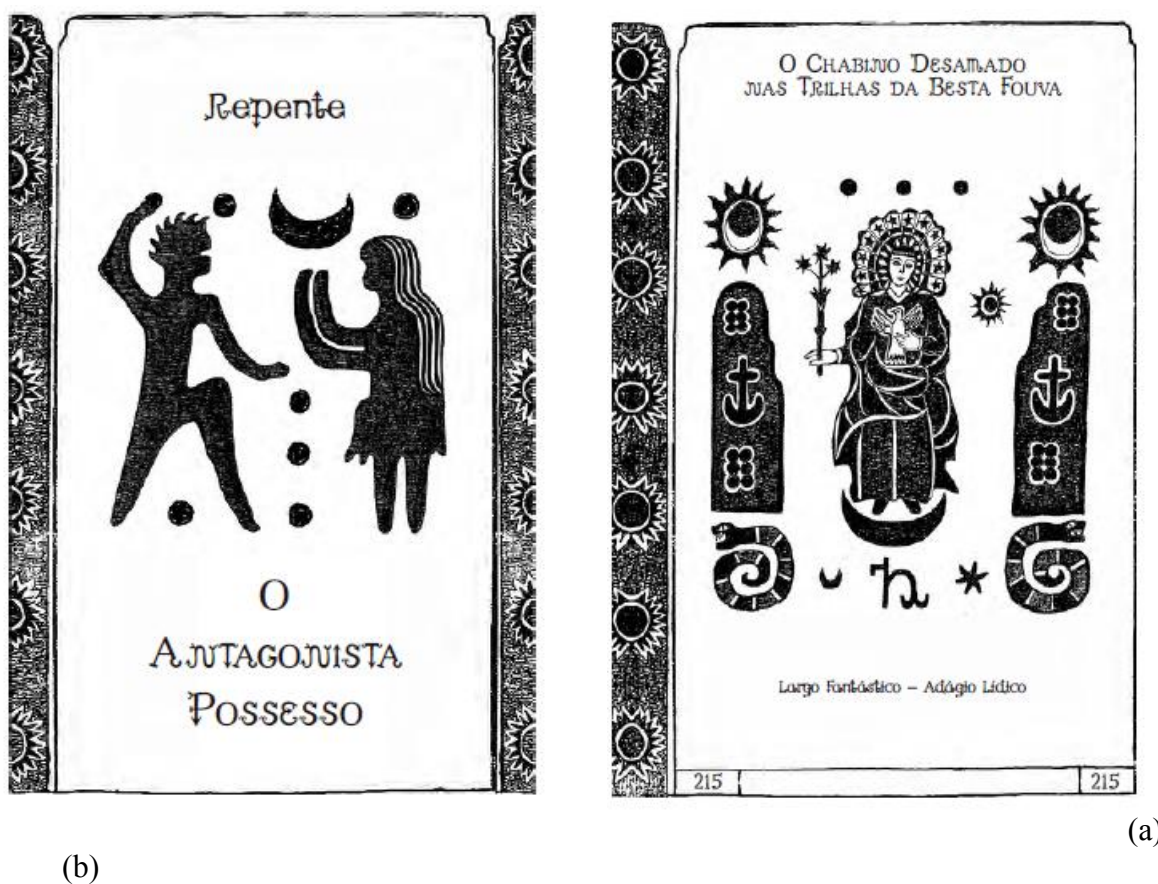 Repente
O
ANTAGONISTA
POSSESSO
O CHABINO DESAMADO
NAS TRILHAS DA BESTA FOUVA
Largo Fantástico – Adágio Lídico
215
215
(a)
(b)